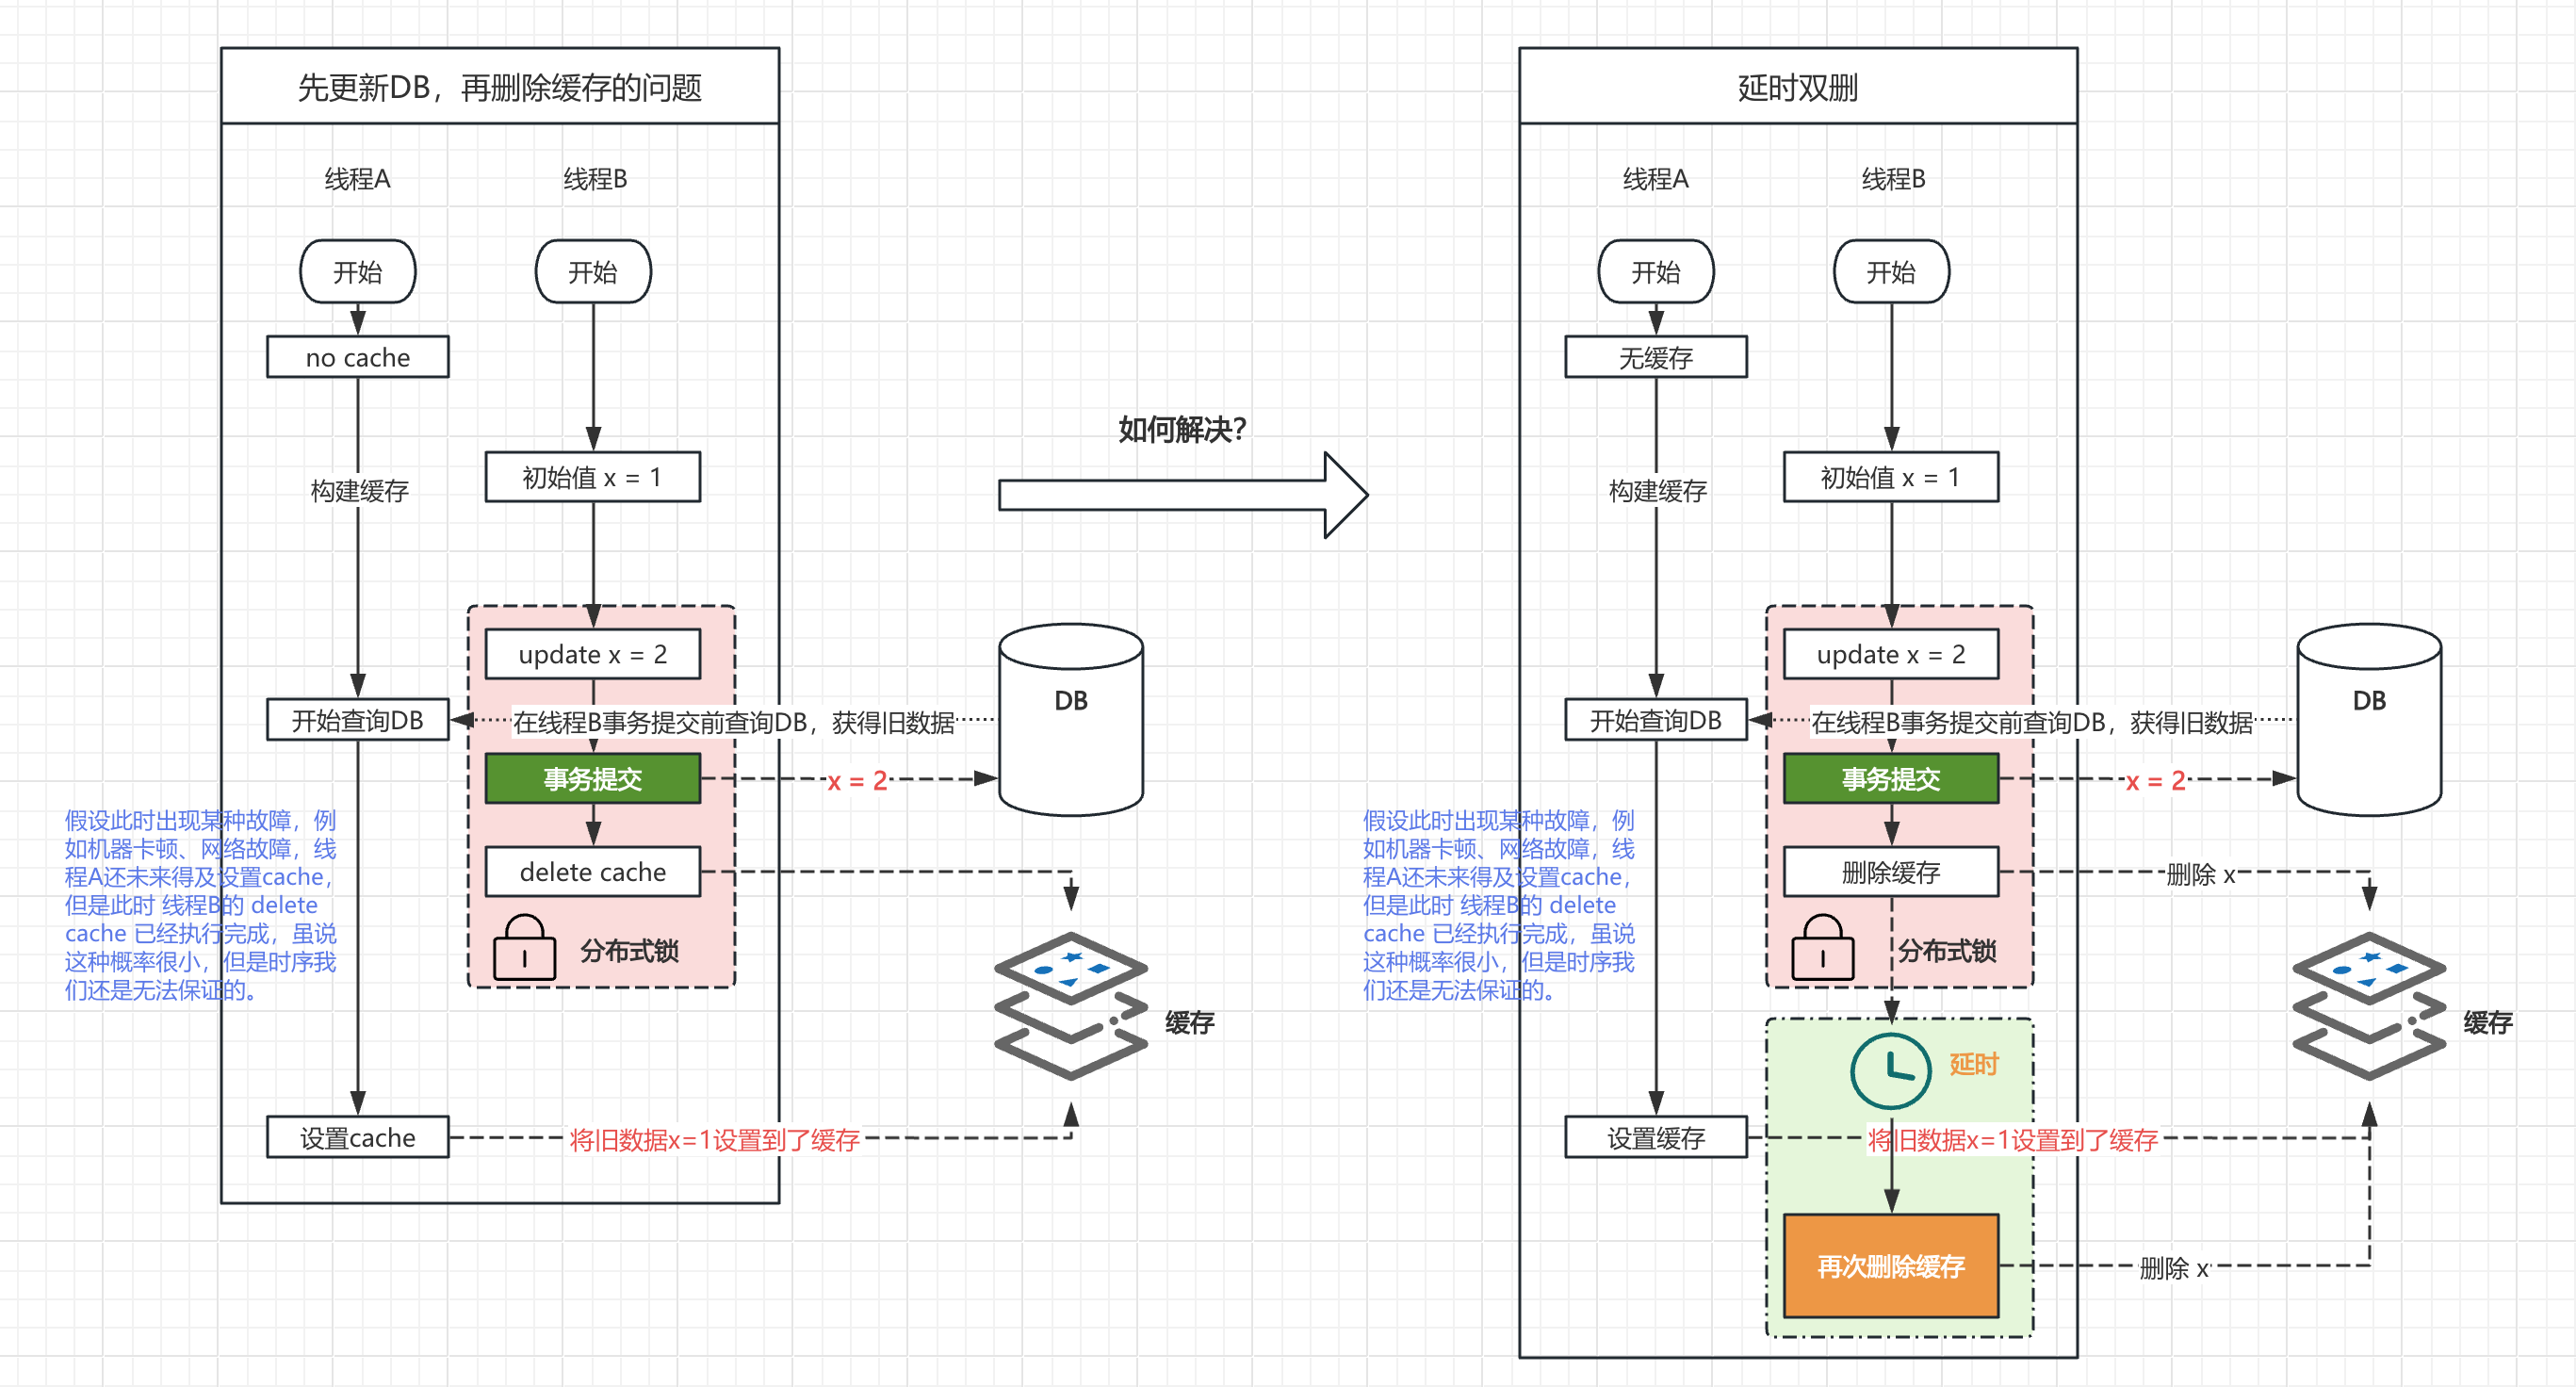 先更新DB，再删除缓存的问题
线程A
线程B
开始
开始
no cache
初始值 x = 1
构建缓存
update x = 2
开始查询DB
在线程B事务提交前查询DB，获得旧数据
DB
事务提交
x = 2
假设此时出现某种故障，例
如机器卡顿、网络故障，线
程A还未来得及设置cache，
但是此时 线程B的 delete
cache 已经执行完成，虽说
这种概率很小，但是时序我
们还是无法保证的。
delete cache
分布式锁
缓存
设置cache
将旧数据x=1设置到了缓存
如何解决？
延时双删
线程A
线程B
开始
开始
无缓存
初始值 x = 1
构建缓存
update x = 2
开始查询DB
在线程B事务提交前查询DB，获得旧数据
DB
事务提交
x = 2
假设此时出现某种故障，例
如机器卡顿、网络故障，线
程A还未来得及设置cache，
但是此时 线程B的 delete
cache 已经执行完成，虽说
这种概率很小，但是时序我
们还是无法保证的。
删除缓存
删除 x
分布式锁
缓存
延时
设置缓存
将旧数据x=1设置到了缓存
再次删除缓存
删除 x